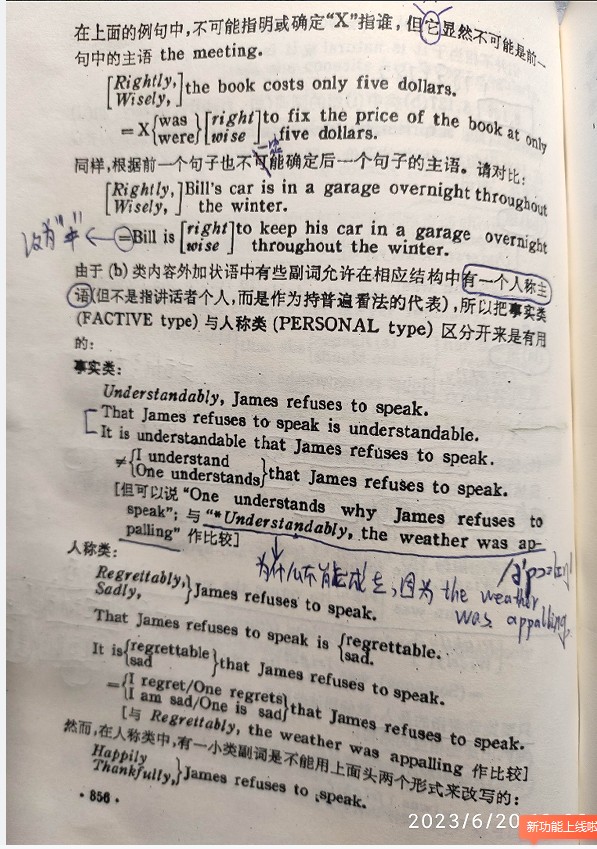 在上面的例句中,不可能指明或确定“X”指谁,但它显然不可能是前一
句中的主语 the meeting.
[Rightly, Wisely,] the book costs only five dollars.
=X {was were} [right wise] to fix the price of the book at only
five dollars.
一定
同样,根据前一个句子也不可能确定后一个句子的主语。请对比:
[Rightly, Wisely,] Bill's car is in a garage overnight throughout
the winter.
改为“≠”
=Bill is [right wise] to keep his car in a garage overnight
throughout the winter.
由于 (b) 类内容外加状语中有些副词允许在相应结构中有一个人称主
语(但不是指讲话者个人,而是作为持普遍看法的代表),所以把事实类
(FACTIVE type) 与人称类 (PERSONAL type) 区分开来是有用
的:
事实类:
Understandably, James refuses to speak.
That James refuses to speak is understandable.
It is understandable that James refuses to speak.
≠{I understand One understands} that James refuses to speak.
[但可以说 “One understands why James refuses to
speak”; 与 “*Understandably, the weather was ap-
palling” 作比较]
为什么不能成立,因为 the weather
was appalling.
人称类:
Regrettably, Sadly,} James refuses to speak.
That James refuses to speak is {regrettable. sad.
It is {regrettable sad} that James refuses to speak.
={I regret/One regrets I am sad/One is sad} that James refuses to speak.
[与 Regrettably, the weather was appalling 作比较]
然而,在人称类中,有一小类副词是不能用上面头两个形式来改写的:
Happily Thankfully,} James refuses to speak.
·856·
2023/6/20
新功能上线啦